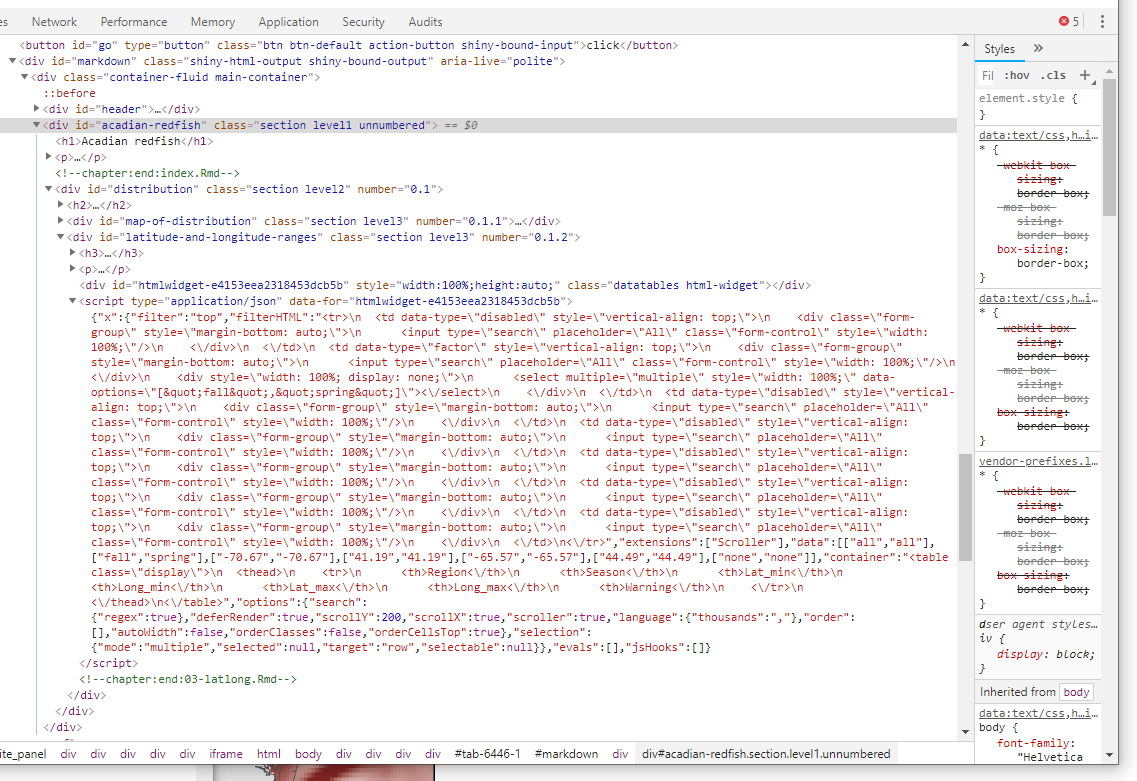 es Network Performance Memory Application Security Audits 5
<button id="go" type="button" class="btn btn-default action-button shiny-bound-input">click</button>
<div id="markdown" class="shiny-html-output shiny-bound-output" aria-live="polite">
<div class="container-fluid main-container">
::before
<div id="header">…</div>
<div id="acadian-redfish" class="section level1 unnumbered"> == $0
<h1>Acadian redfish</h1>
<p>…</p>
<!--chapter:end:index.Rmd-->
<div id="distribution" class="section level2" number="0.1">
<h2>…</h2>
<div id="map-of-distribution" class="section level3" number="0.1.1">…</div>
<div id="latitude-and-longitude-ranges" class="section level3" number="0.1.2">
<h3>…</h3>
<p>…</p>
<div id="htmlwidget-e4153eea2318453dcb5b" style="width:100%;height:auto;" class="datatables html-widget"></div>
<script type="application/json" data-for="htmlwidget-e4153eea2318453dcb5b">
{"x":{"filter":"top","filterHTML":"<tr>\n  <td data-type=\"disabled\" style=\"vertical-align: top;\">\n    <div class=\"form-
group\" style=\"margin-bottom: auto;\">\n      <input type=\"search\" placeholder=\"All\" class=\"form-control\" style=\"width:
100%;\"/>\n    <\/div>\n  <\/td>\n  <td data-type=\"factor\" style=\"vertical-align: top;\">\n    <div class=\"form-group\"
style=\"margin-bottom: auto;\">\n      <input type=\"search\" placeholder=\"All\" class=\"form-control\" style=\"width: 100%;\"/>\n
<\/div>\n    <div style=\"width: 100%; display: none;\">\n      <select multiple=\"multiple\" style=\"width: 100%;\" data-
options=\"[&quot;fall&quot;,&quot;spring&quot;]\"><\/select>\n    <\/div>\n  <\/td>\n  <td data-type=\"disabled\" style=\"vertical-
align: top;\">\n    <div class=\"form-group\" style=\"margin-bottom: auto;\">\n      <input type=\"search\" placeholder=\"All\"
class=\"form-control\" style=\"width: 100%;\"/>\n    <\/div>\n  <\/td>\n  <td data-type=\"disabled\" style=\"vertical-align:
top;\">\n    <div class=\"form-group\" style=\"margin-bottom: auto;\">\n      <input type=\"search\" placeholder=\"All\"
class=\"form-control\" style=\"width: 100%;\"/>\n    <\/div>\n  <\/td>\n  <td data-type=\"disabled\" style=\"vertical-align:
top;\">\n    <div class=\"form-group\" style=\"margin-bottom: auto;\">\n      <input type=\"search\" placeholder=\"All\"
class=\"form-control\" style=\"width: 100%;\"/>\n    <\/div>\n  <\/td>\n  <td data-type=\"disabled\" style=\"vertical-align:
top;\">\n    <div class=\"form-group\" style=\"margin-bottom: auto;\">\n      <input type=\"search\" placeholder=\"All\"
class=\"form-control\" style=\"width: 100%;\"/>\n    <\/div>\n  <\/td>\n  <td data-type=\"disabled\" style=\"vertical-align:
top;\">\n    <div class=\"form-group\" style=\"margin-bottom: auto;\">\n      <input type=\"search\" placeholder=\"All\"
class=\"form-control\" style=\"width: 100%;\"/>\n    <\/div>\n  <\/td>\n<\/tr>","extensions":["Scroller"],"data":[["all","all"],
["fall","spring"],["-70.67","-70.67"],["41.19","41.19"],["-65.57","-65.57"],["44.49","44.49"],["none","none"]],"container":"<table
class=\"display\">\n  <thead>\n    <tr>\n      <th>Region<\/th>\n      <th>Season<\/th>\n      <th>Lat_min<\/th>\n
<th>Long_min<\/th>\n      <th>Lat_max<\/th>\n      <th>Long_max<\/th>\n      <th>Warning<\/th>\n    <\/tr>\n
<\/thead>\n<\/table>","options":{"search":
{"regex":true},"deferRender":true,"scrollY":200,"scrollX":true,"scroller":true,"language":{"thousands":","},"order":
[],"autoWidth":false,"orderClasses":false,"orderCellsTop":true},"selection":
{"mode":"multiple","selected":null,"target":"row","selectable":null}},"evals":[],"jsHooks":[]}
</script>
<!--chapter:end:03-latlong.Rmd-->
</div>
</div>
</div>
ite_panel div div div div div iframe html body div div div div #tab-6446-1 #markdown div div#acadian-redfish.section.level1.unnumbered
Styles »
Fil :hov .cls +
element.style {
}
data:text/css,h…i…
* {
-webkit-box-
sizing:
border-box;
-moz-box-
sizing:
border-box;
box-sizing:
border-box;
}
data:text/css,h…i…
* {
-webkit-box-
sizing:
border-box;
-moz-box-
sizing:
border-box;
box-sizing:
border-box;
}
vendor-prefixes.l…
* {
-webkit-box-
sizing:
border-box;
-moz-box-
sizing:
border-box;
box-sizing:
border-box;
}
user agent styles…
div {
display: block;
}
Inherited from body
data:text/css,h…i…
body {
font-family:
"Helvetica